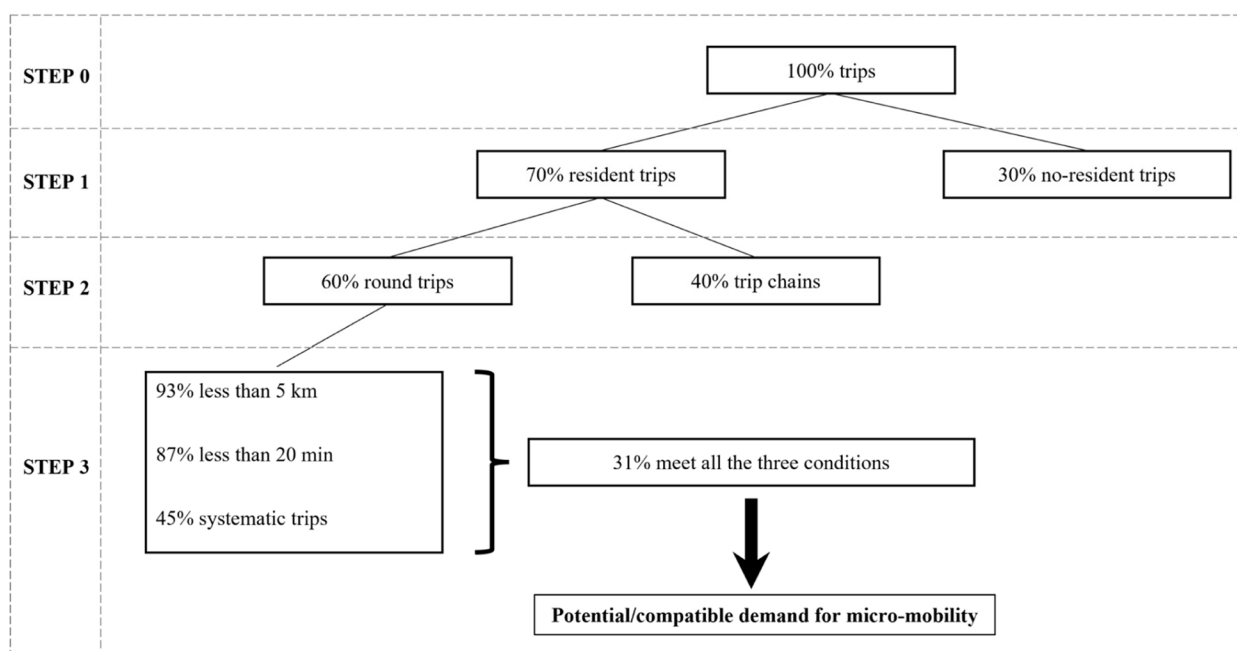 STEP 0
100% trips
STEP 1
70% resident trips
30% no-resident trips
STEP 2
60% round trips
40% trip chains
STEP 3
93% less than 5 km
87% less than 20 min
45% systematic trips
31% meet all the three conditions
Potential/compatible demand for micro-mobility